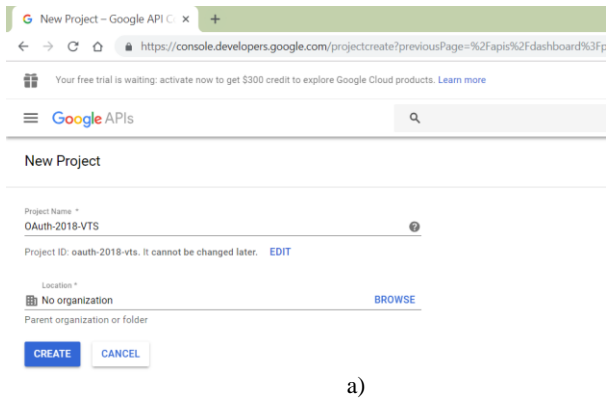 New Project – Google API C
https://console.developers.google.com/projectcreate?previousPage=%2Fapis%2Fdashboard%3Fp
Your free trial is waiting: activate now to get $300 credit to explore Google Cloud products. Learn more
Google APIs
New Project
Project Name *
OAuth-2018-VTS
Project ID: oauth-2018-vts. It cannot be changed later. EDIT
Location *
No organization BROWSE
Parent organization or folder
CREATE CANCEL
a)